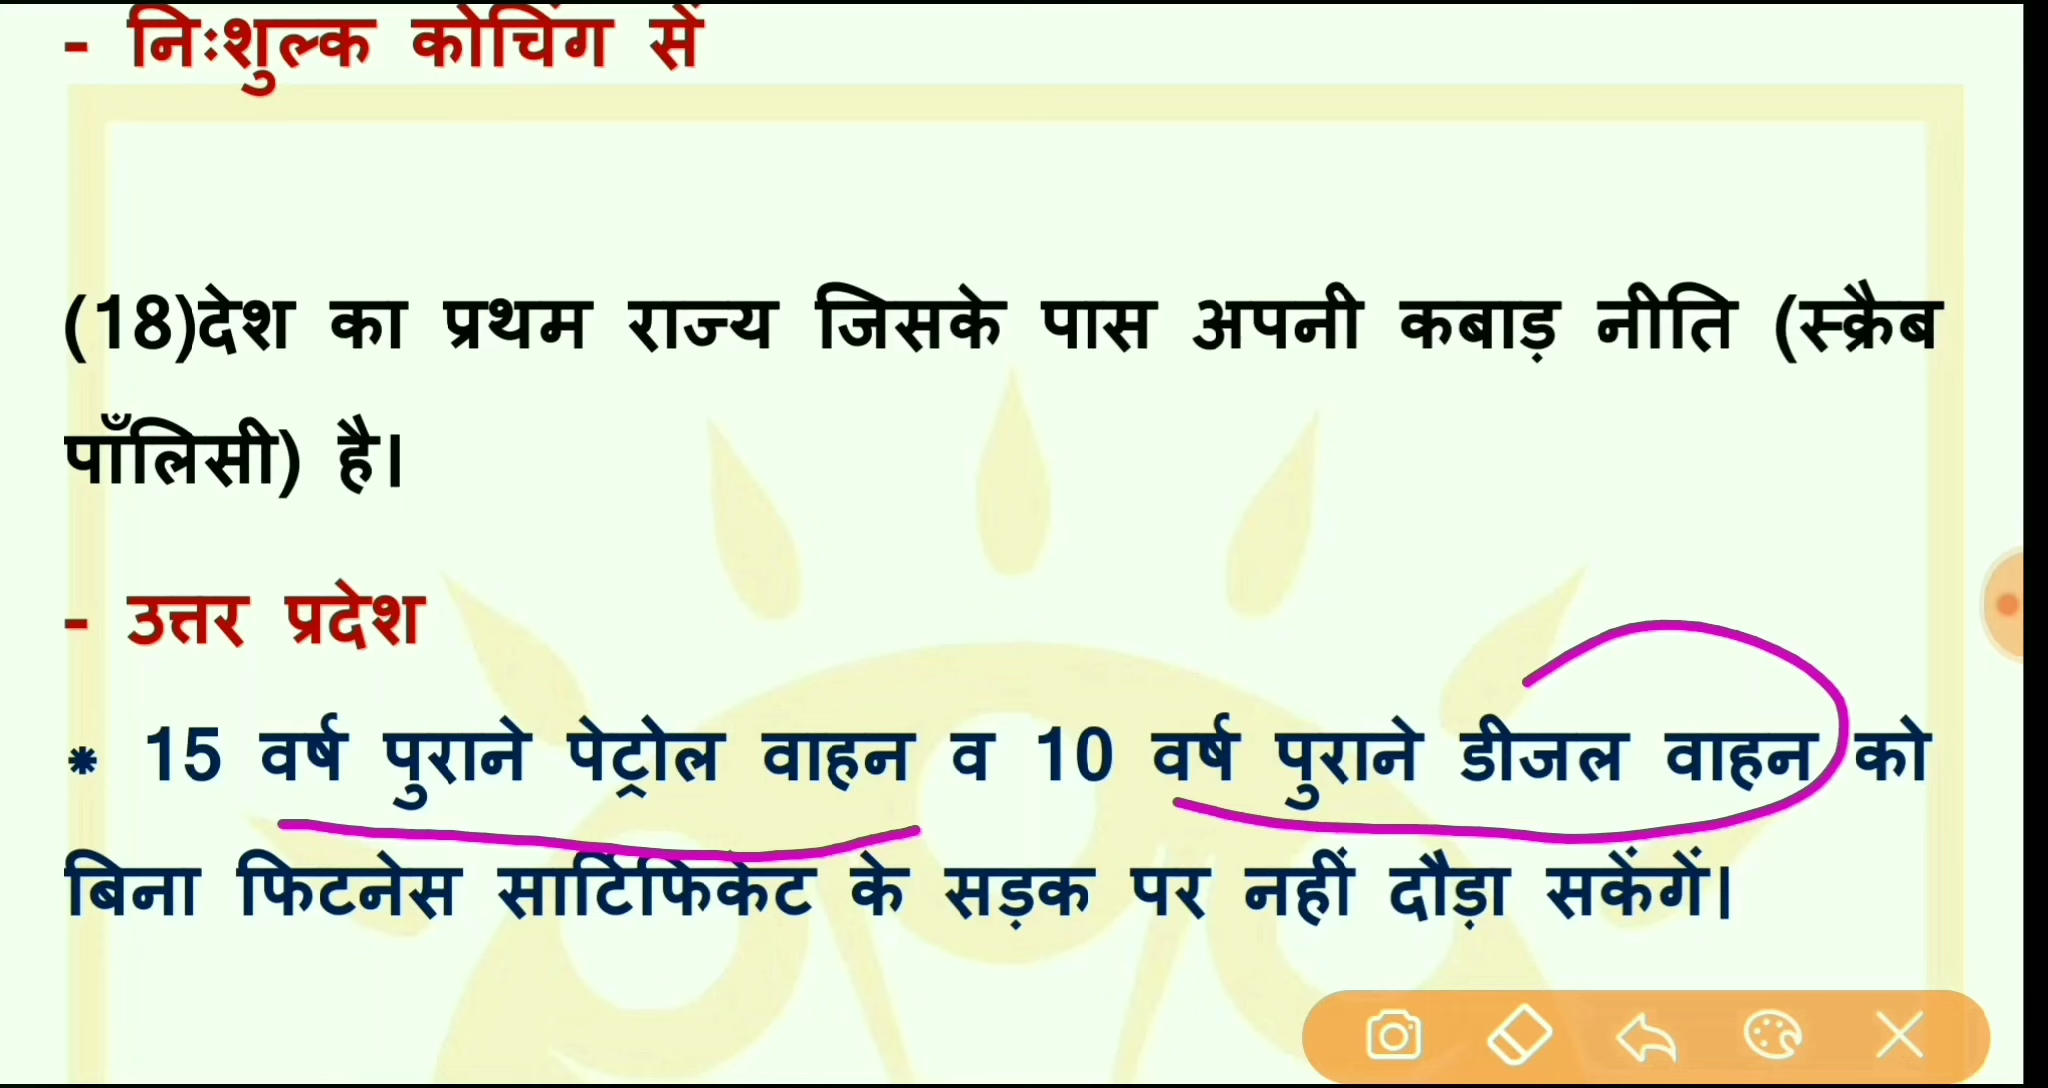 - निःशुल्क कोचिंग से
(18)देश का प्रथम राज्य जिसके पास अपनी कबाड़ नीति (स्क्रैब
पाँलिसी) है।
- उत्तर प्रदेश
* 15 वर्ष पुराने पेट्रोल वाहन व 10 वर्ष पुराने डीजल वाहन को
बिना फिटनेस सार्टिफिकेट के सड़क पर नहीं दौड़ा सकेंगें।